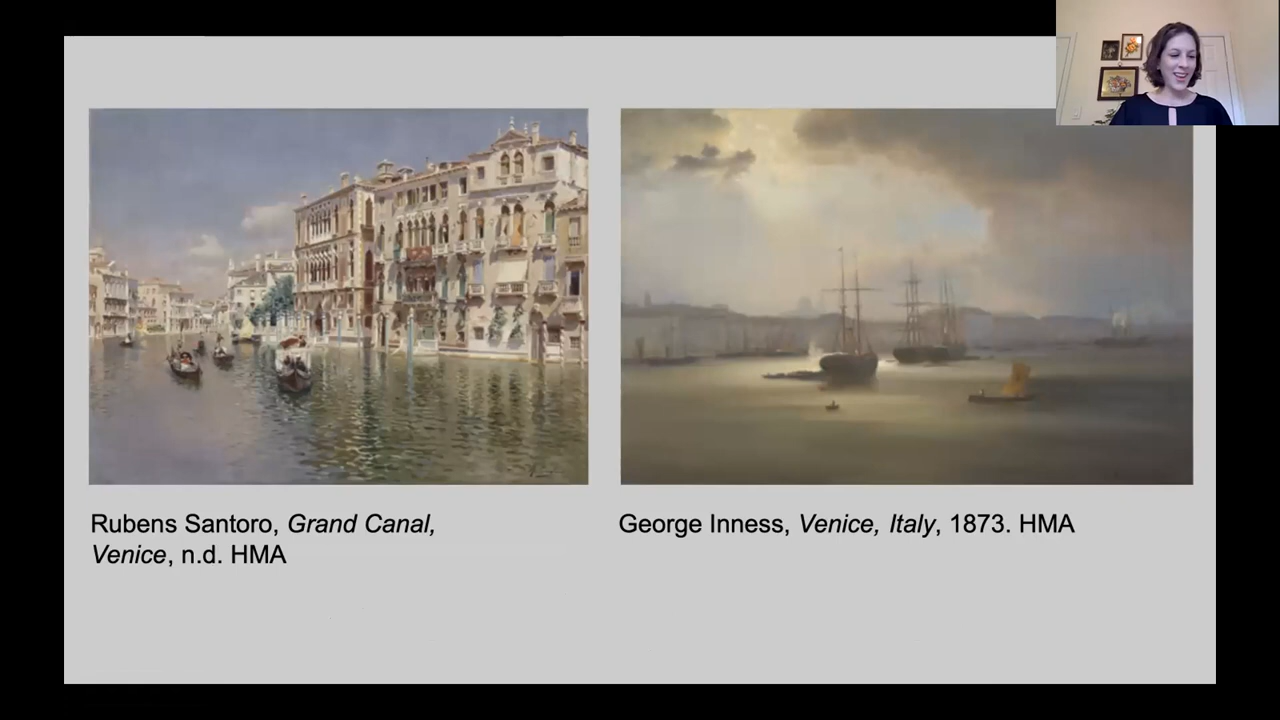 Rubens Santoro, Grand Canal,
Venice, n.d. HMA
George Inness, Venice, Italy, 1873. HMA